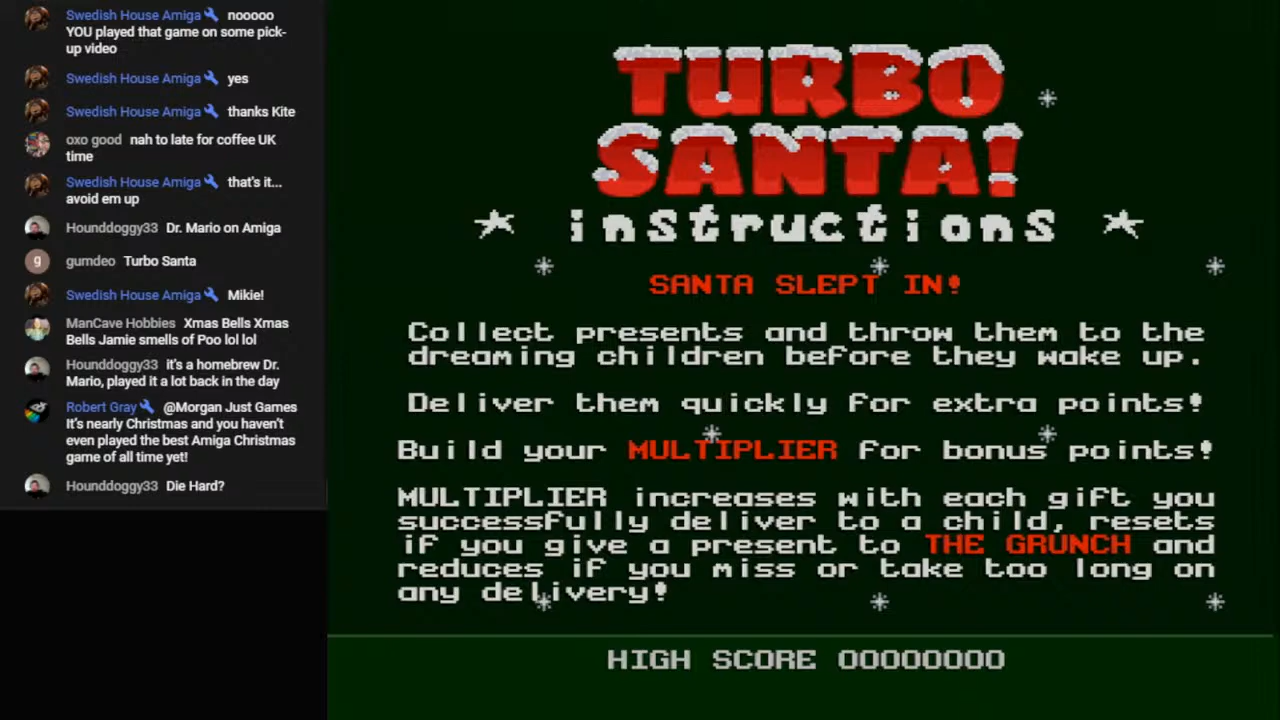 Swedish House Amiga nooooo
YOU played that game on some pick-
up video
Swedish House Amiga yes
Swedish House Amiga thanks Kite
oxo good nah to late for coffee UK
time
Swedish House Amiga that's it...
avoid em up
Hounddoggy33 Dr. Mario on Amiga
g
gumdeo Turbo Santa
Swedish House Amiga Mikie!
ManCave Hobbies Xmas Bells Xmas
Bells Jamie smells of Poo lol lol
Hounddoggy33 it's a homebrew Dr.
Mario, played it a lot back in the day
Robert Gray @Morgan Just Games
It's nearly Christmas and you haven't
even played the best Amiga Christmas
game of all time yet!
Hounddoggy33 Die Hard?
TURBO
SANTA!
instructions
SANTA SLEPT IN!
Collect presents and throw them to the
dreaming children before they wake up.
Deliver them quickly for extra points!
Build your MULTIPLIER for bonus points!
MULTIPLIER increases with each gift you
successfully deliver to a child, resets
if you give a present to THE GRUNCH and
reduces if you miss or take too long on
any delivery!
HIGH SCORE 00000000